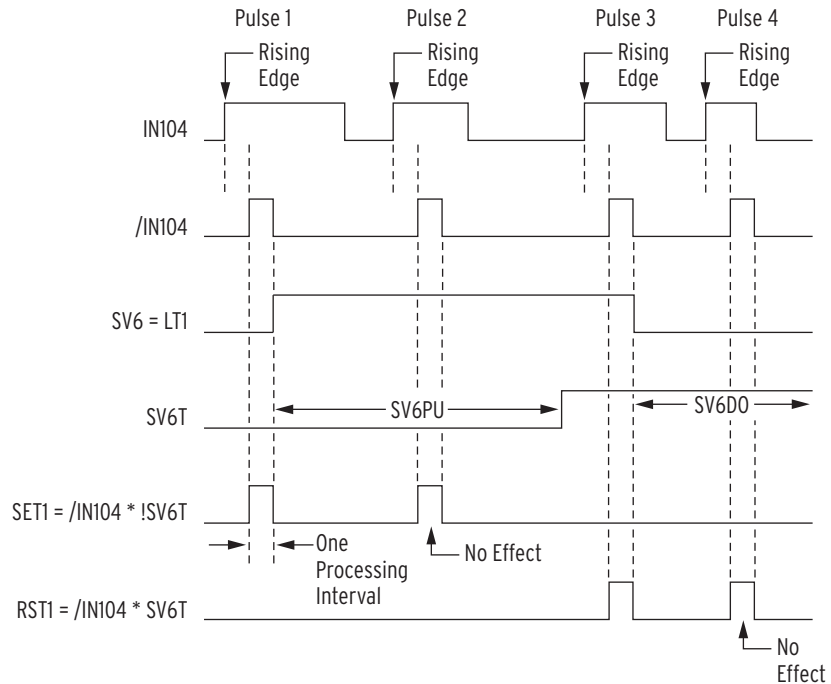 Pulse 1
Pulse 2
Pulse 3
Pulse 4
Rising
Edge
Rising
Edge
Rising
Edge
Rising
Edge
IN104
/IN104
SV6 = LT1
SV6T
SV6PU
SV6DO
SET1 = /IN104 * !SV6T
One
Processing
Interval
No Effect
RST1 = /IN104 * SV6T
No
Effect